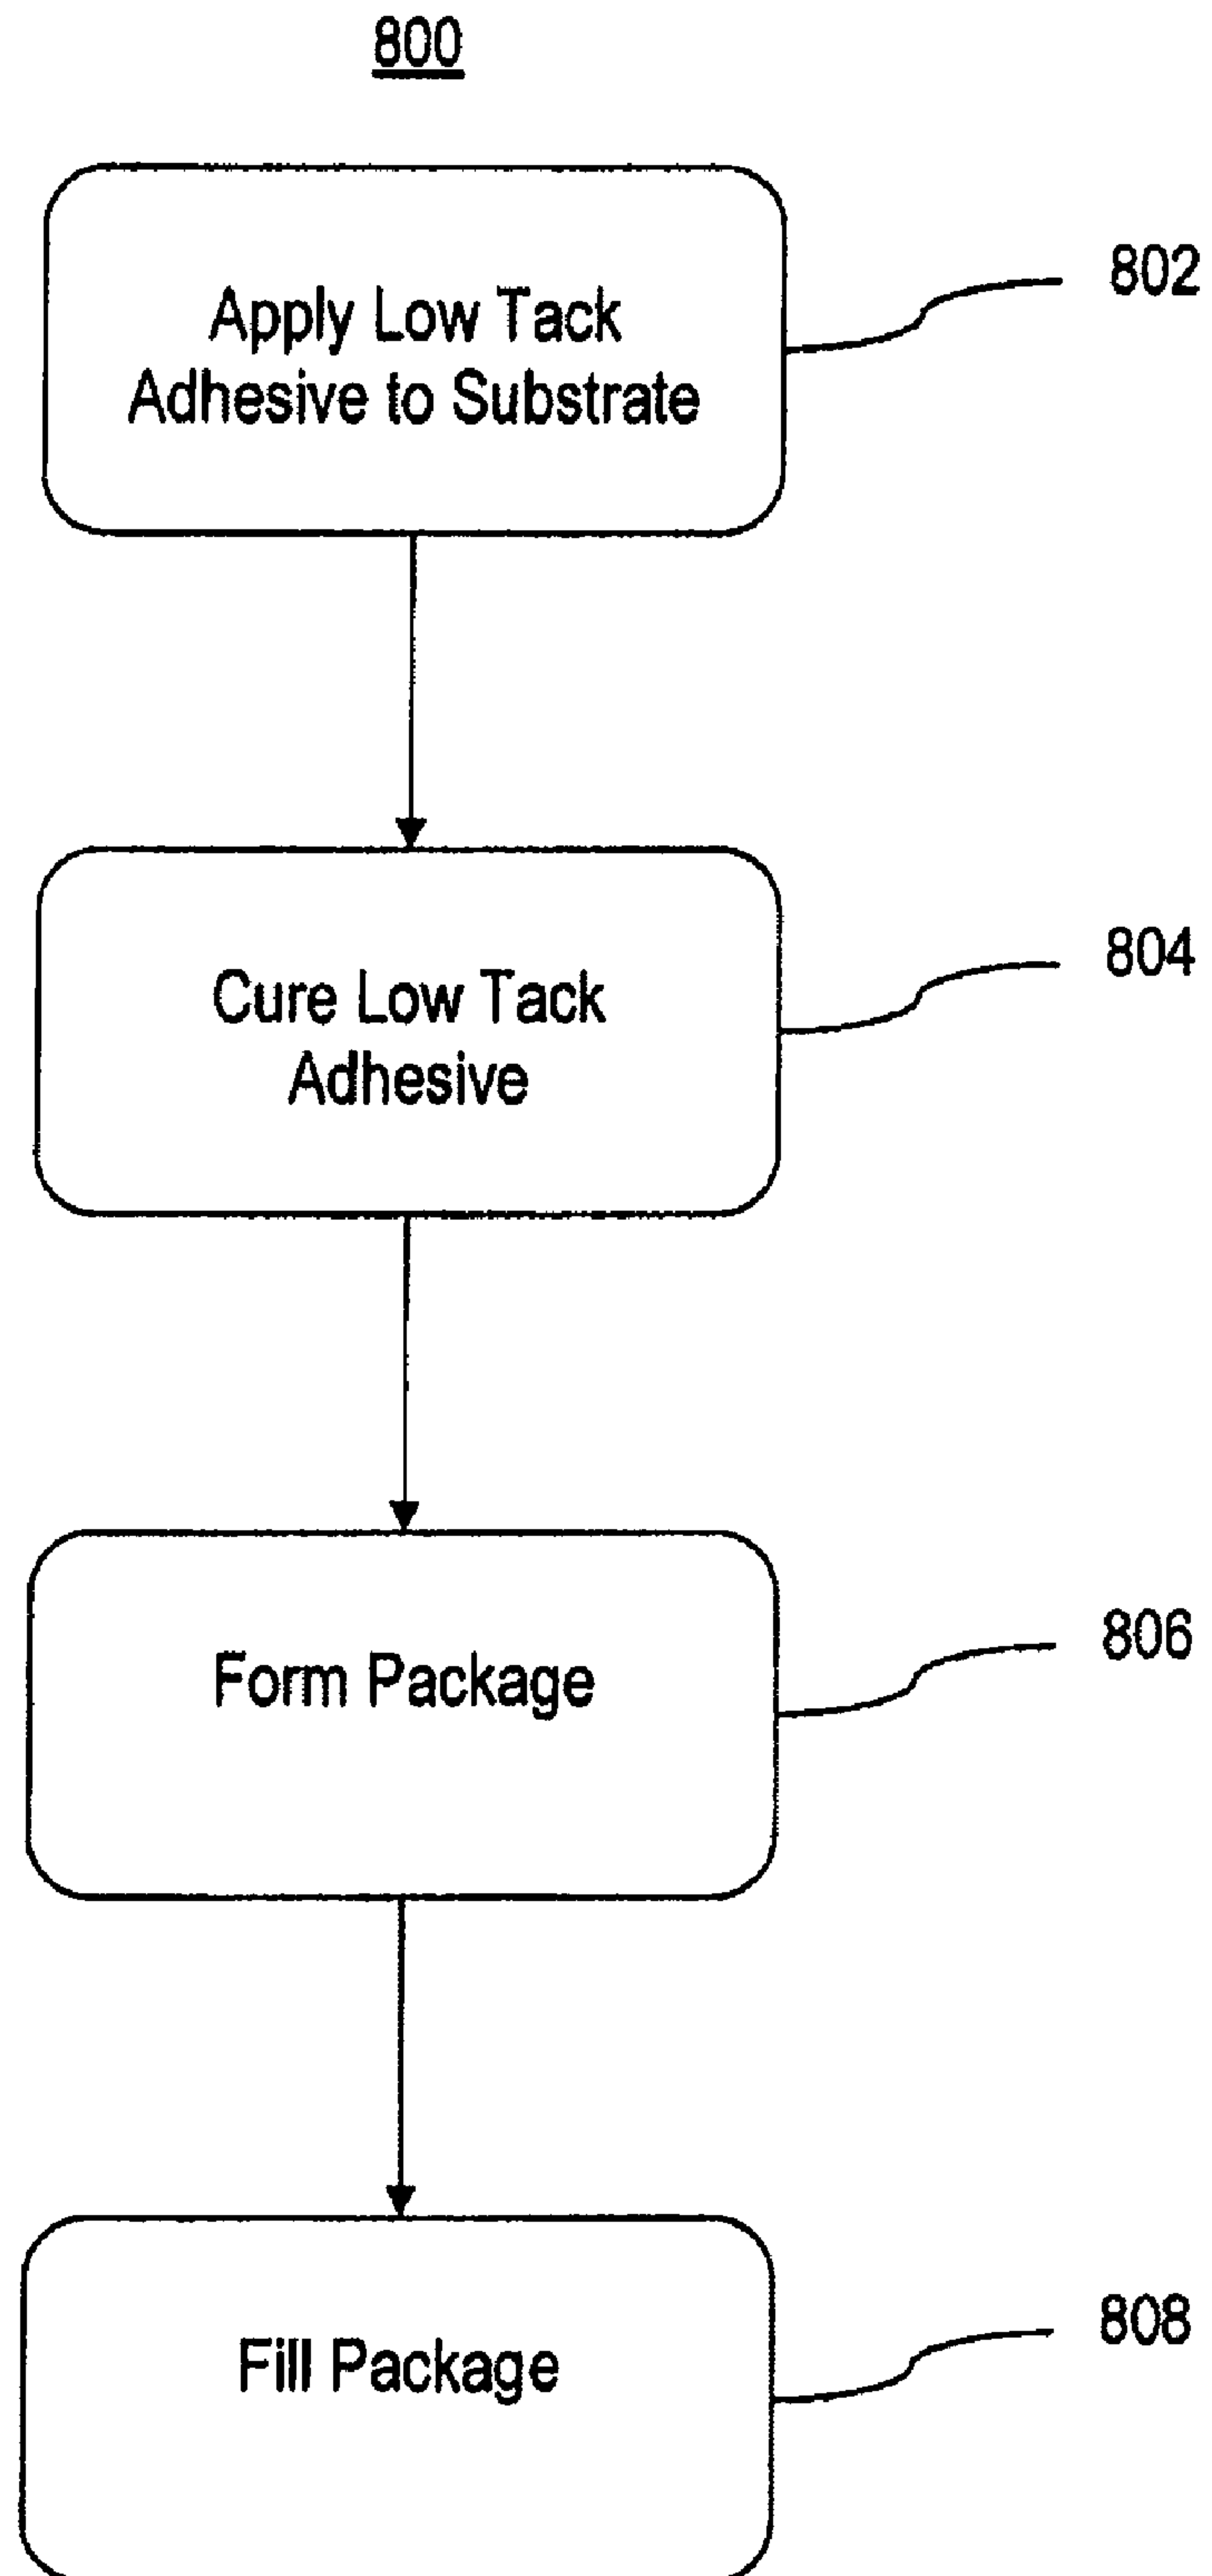 800
Apply Low Tack
Adhesive to Substrate
802
Cure Low Tack
Adhesive
804
Form Package
806
Fill Package
808